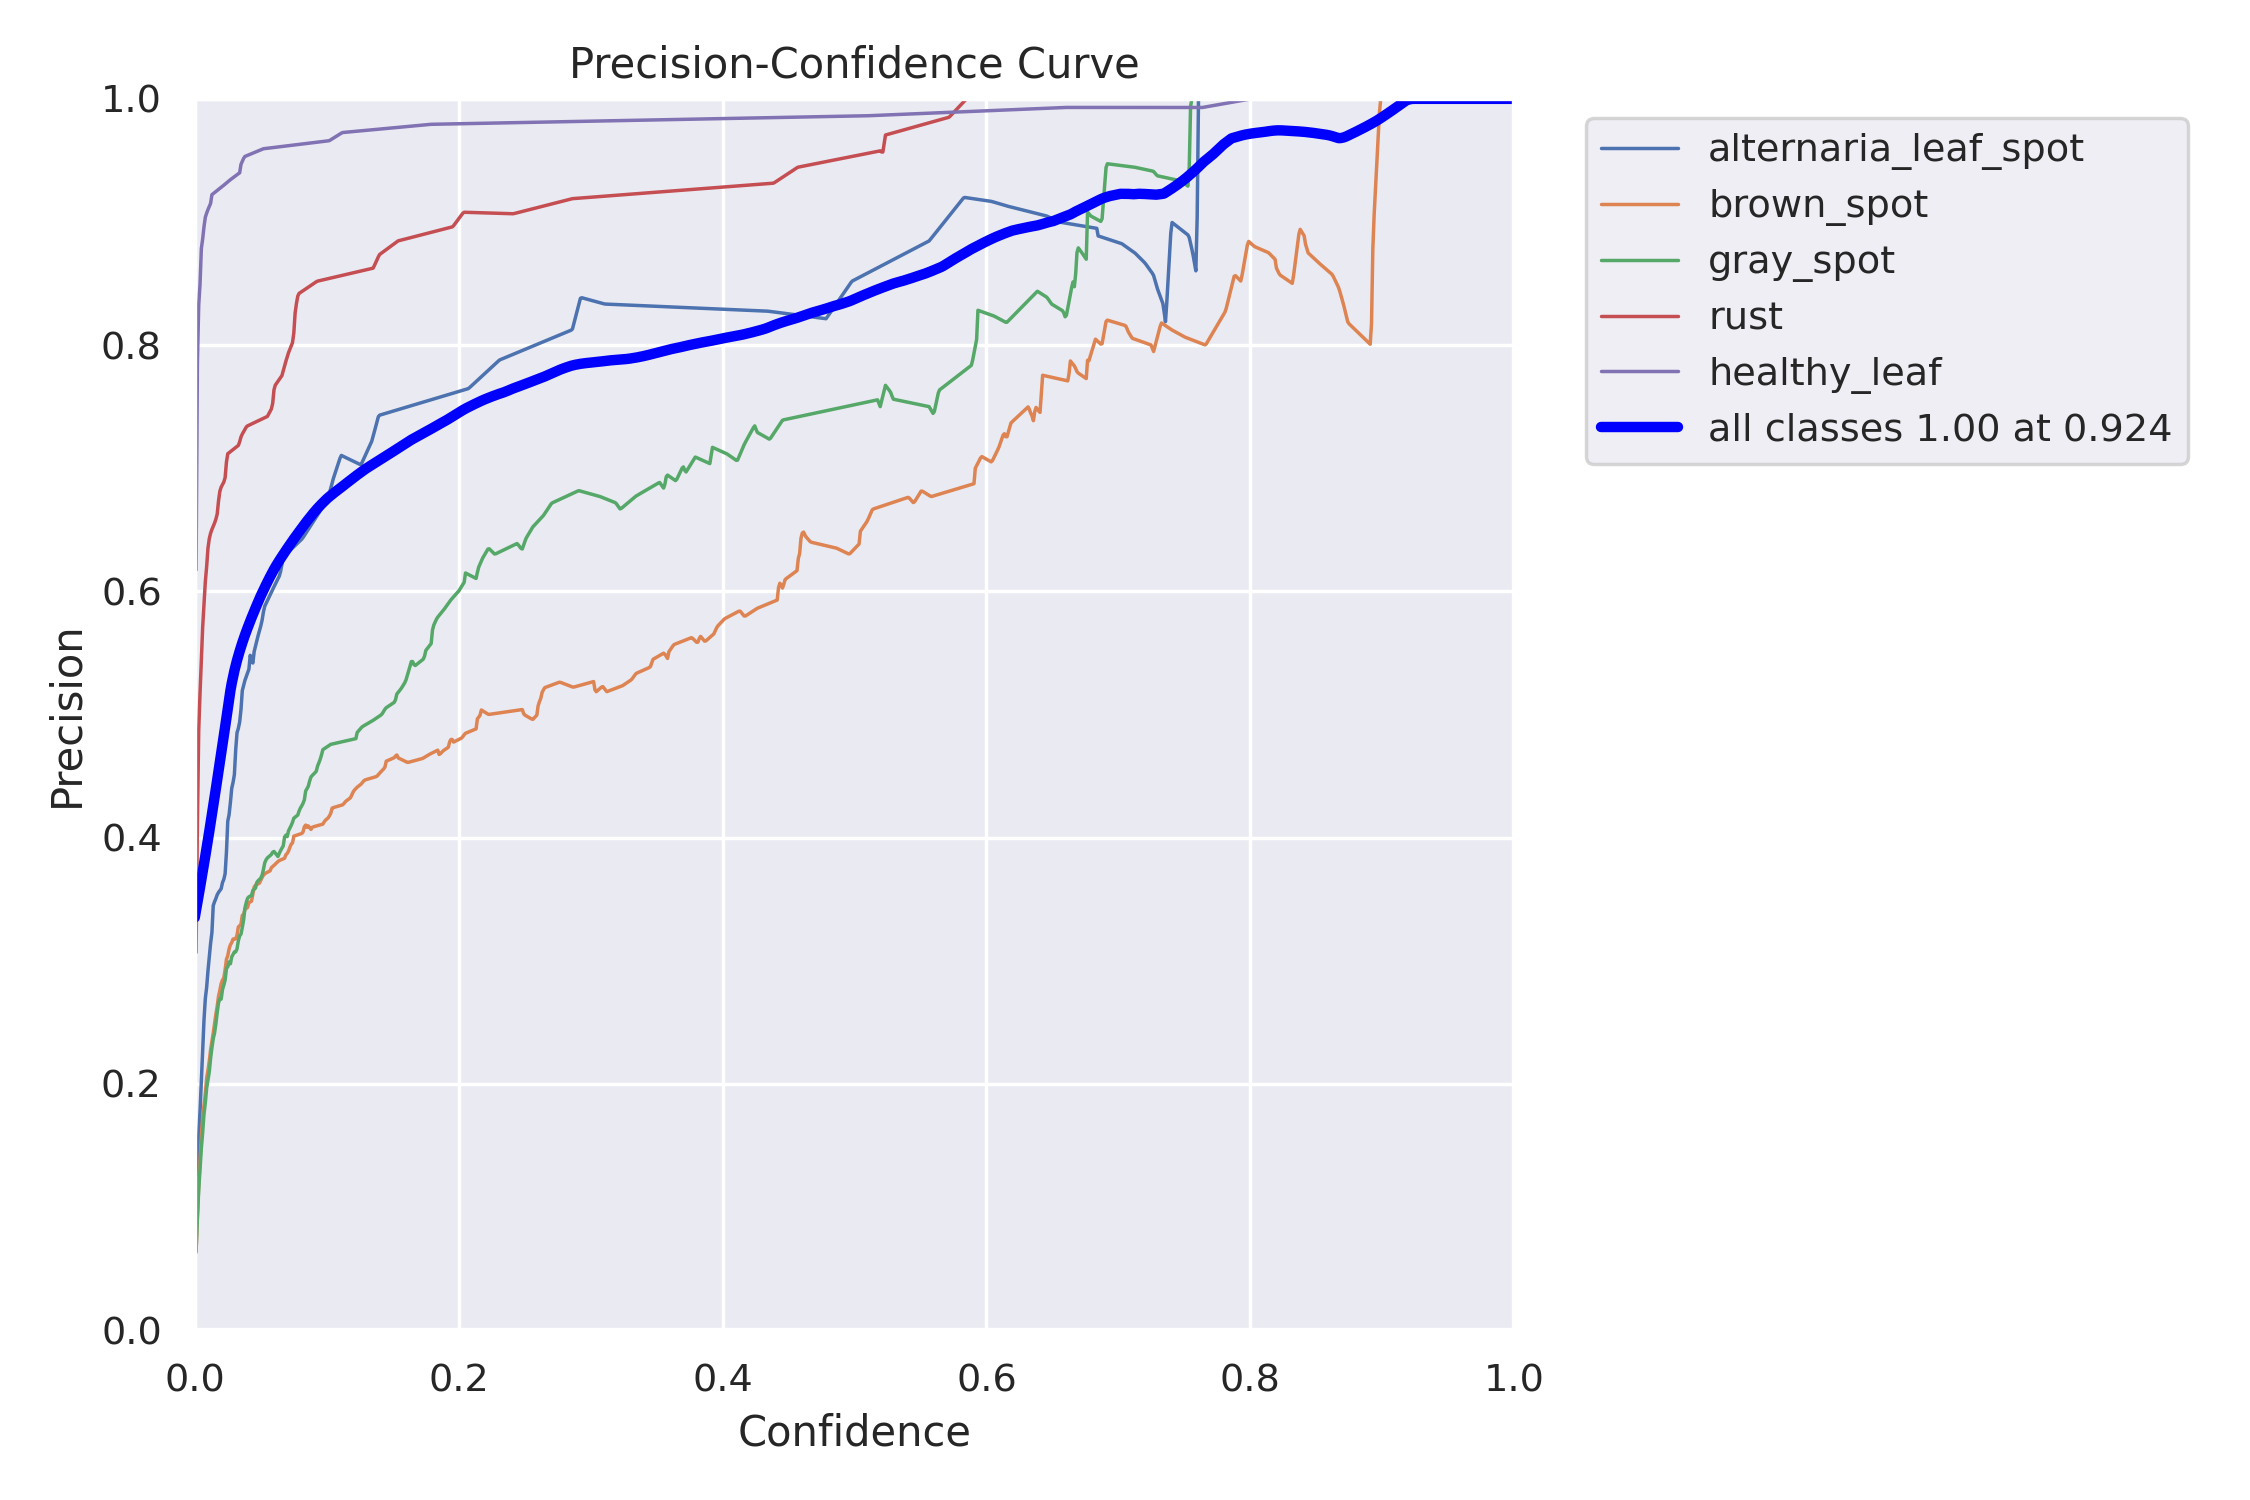 Precision-Confidence Curve
1.0
0.8
0.6
0.4
0.2
0.0
Precision
0.0 0.2 0.4 0.6 0.8 1.0
Confidence
alternaria_leaf_spot
brown_spot
gray_spot
rust
healthy_leaf
all classes 1.00 at 0.924